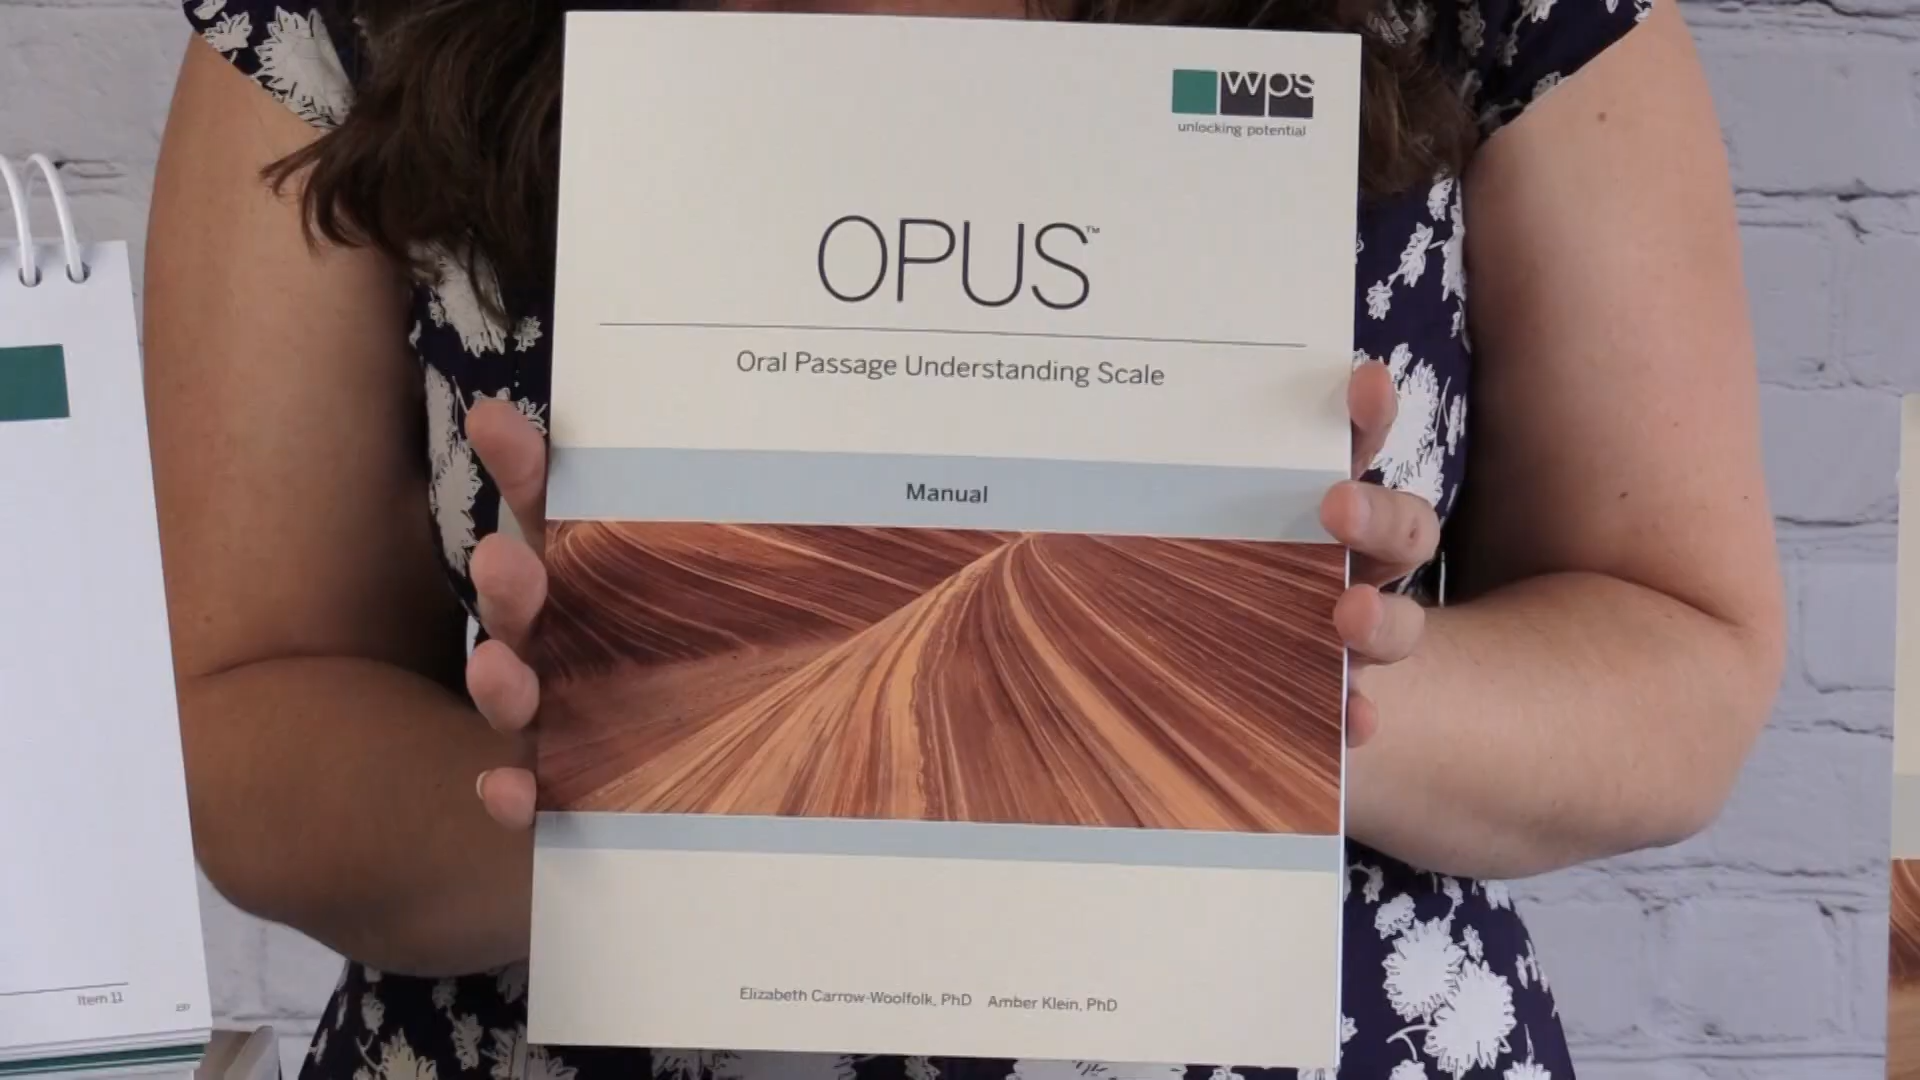 wps
unlocking potential
OPUS™
Oral Passage Understanding Scale
Manual
Elizabeth Carrow-Woolfolk, PhD Amber Klein, PhD
Item 11